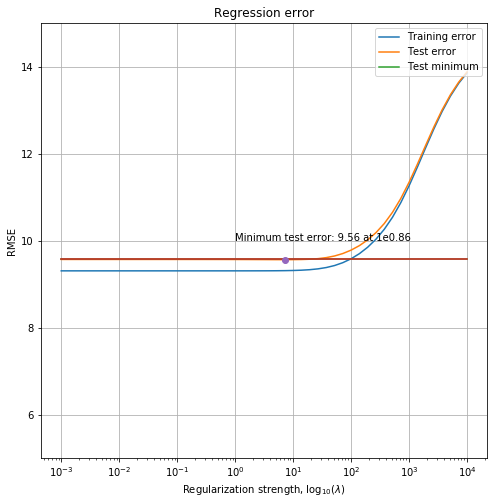 Regression error
Training error
Test error
Test minimum
14
12
10
8
6
RMSE
Minimum test error: 9.56 at 1e0.86
10⁻³ 10⁻² 10⁻¹ 10⁰ 10¹ 10² 10³ 10⁴
Regularization strength, log₁₀(λ)